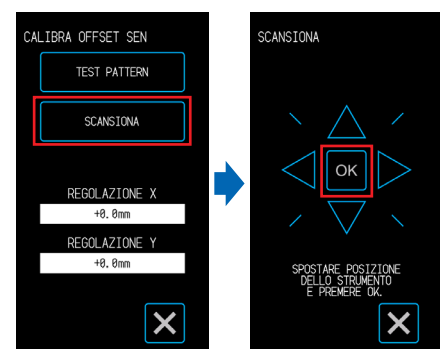 CALIBRA OFFSET SEN
TEST PATTERN
SCANSIONA
REGOLAZIONE X
+0.0mm
REGOLAZIONE Y
+0.0mm
SCANSIONA
OK
SPOSTARE POSIZIONE
DELLO STRUMENTO
E PREMERE OK.